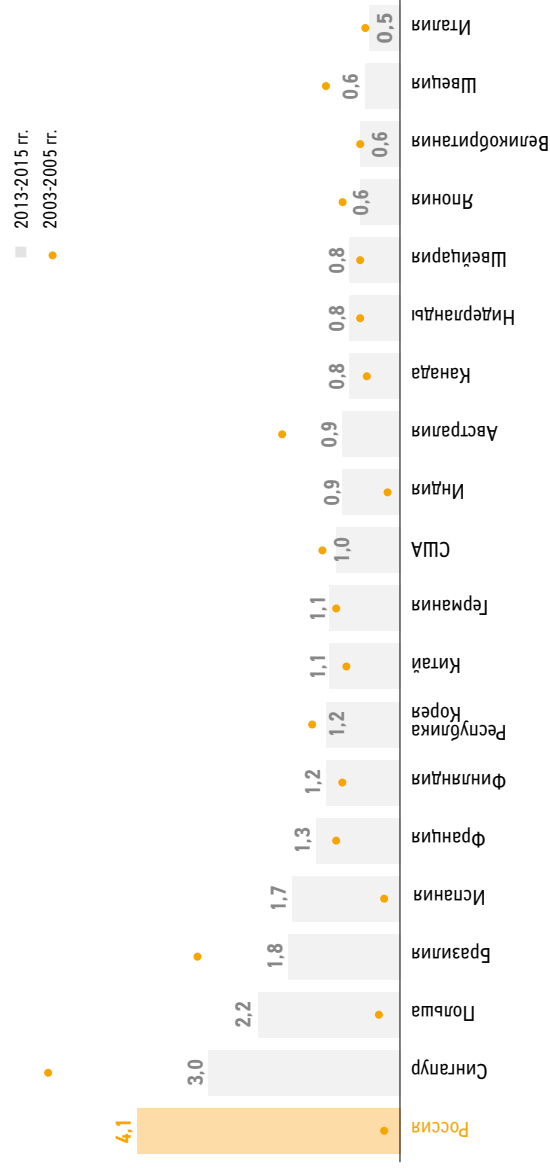 2013-2015 гг.
2003-2005 гг.
4,1
3,0
2,2
1,8
1,7
1,3
1,2
1,2
1,1
1,1
1,0
0,9
0,9
0,8
0,8
0,8
0,6
0,6
0,6
0,5
Россия
Сингапур
Польша
Бразилия
Испания
Франция
Финляндия
Республика
Корея
Китай
Германия
США
Индия
Австралия
Канада
Нидерланды
Швейцария
Япония
Великобритания
Швеция
Италия